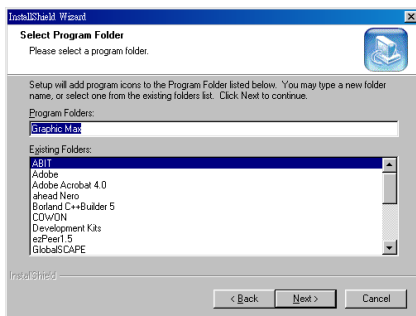 InstallShield Wizard
Select Program Folder
Please select a program folder.
Setup will add program icons to the Program Folder listed below. You may type a new folder
name, or select one from the existing folders list. Click Next to continue.
Program Folders:
Graphic Max
Existing Folders:
ABIT
Adobe
Adobe Acrobat 4.0
ahead Nero
Borland C++Builder 5
COWON
Development Kits
ezPeer1.5
GlobalSCAPE
InstallShield
< Back
Next >
Cancel